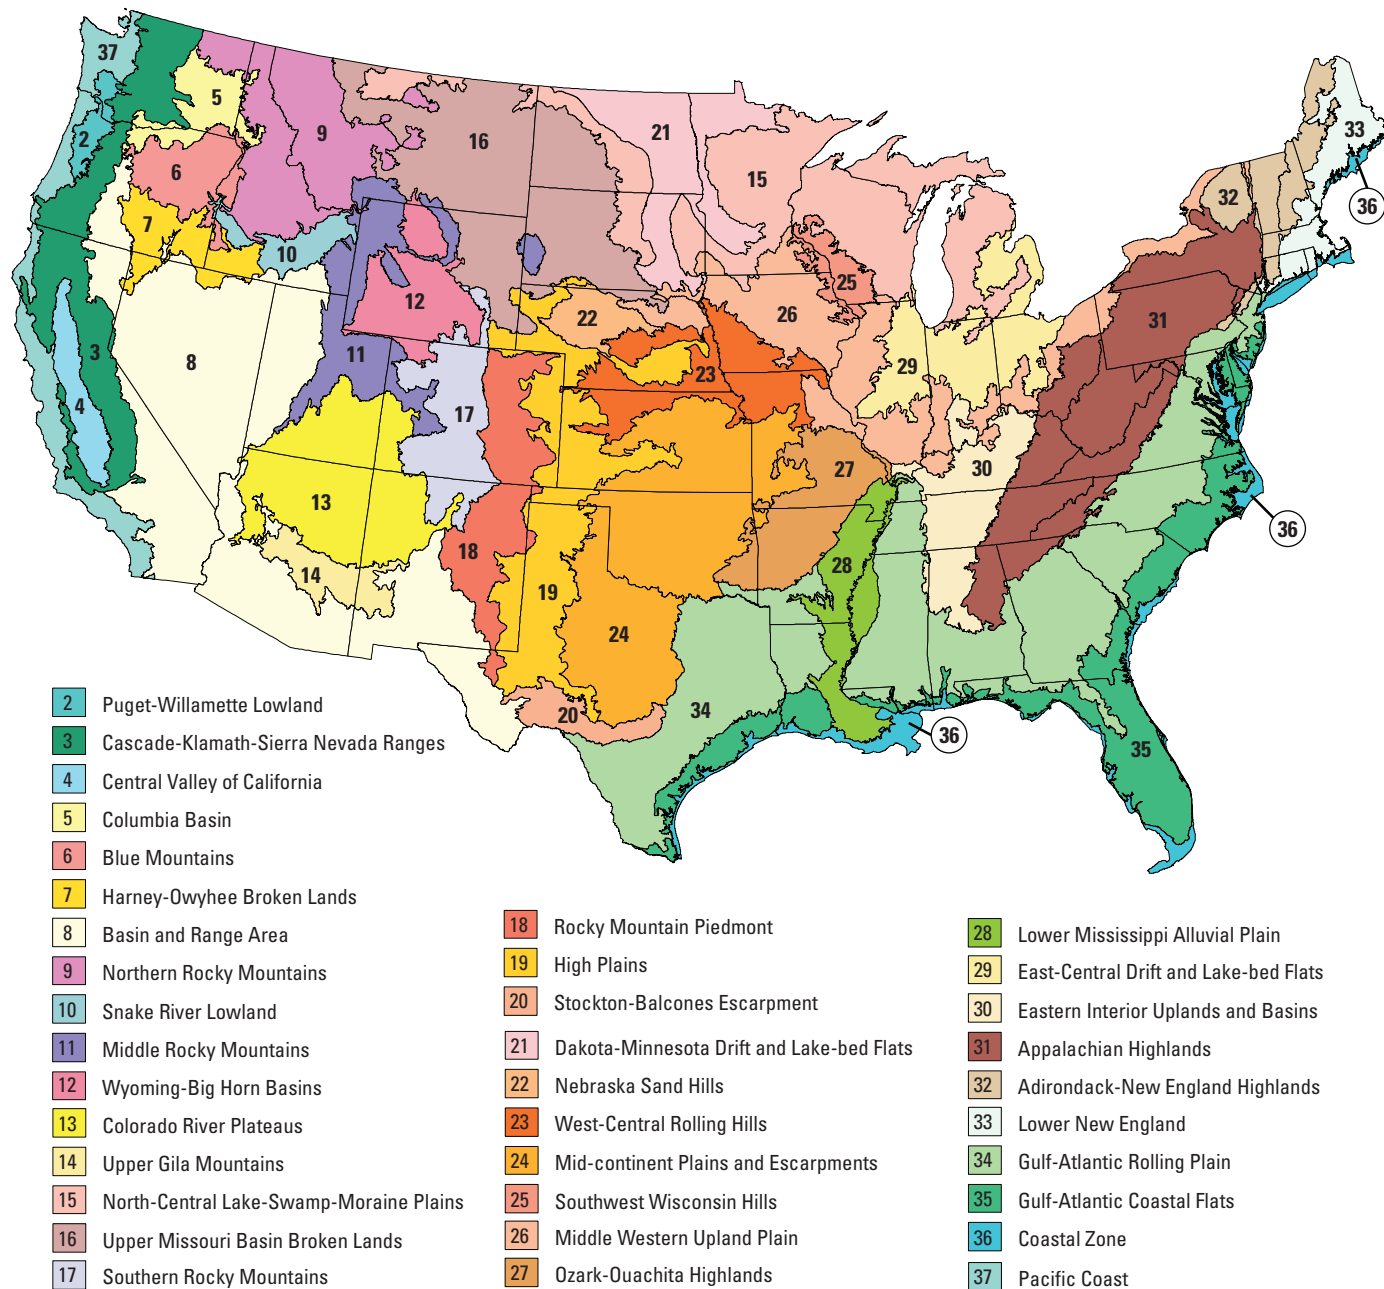 37
5
2
9
16
21
33
15
6
32
36
7
10
25
12
22
26
31
3
11
8
23
29
4
17
27
30
13
18
36
28
14
19
24
34
20
36
35
2 Puget-Willamette Lowland
3 Cascade-Klamath-Sierra Nevada Ranges
4 Central Valley of California
5 Columbia Basin
6 Blue Mountains
7 Harney-Owyhee Broken Lands
8 Basin and Range Area
9 Northern Rocky Mountains
10 Snake River Lowland
11 Middle Rocky Mountains
12 Wyoming-Big Horn Basins
13 Colorado River Plateaus
14 Upper Gila Mountains
15 North-Central Lake-Swamp-Moraine Plains
16 Upper Missouri Basin Broken Lands
17 Southern Rocky Mountains
18 Rocky Mountain Piedmont
19 High Plains
20 Stockton-Balcones Escarpment
21 Dakota-Minnesota Drift and Lake-bed Flats
22 Nebraska Sand Hills
23 West-Central Rolling Hills
24 Mid-continent Plains and Escarpments
25 Southwest Wisconsin Hills
26 Middle Western Upland Plain
27 Ozark-Ouachita Highlands
28 Lower Mississippi Alluvial Plain
29 East-Central Drift and Lake-bed Flats
30 Eastern Interior Uplands and Basins
31 Appalachian Highlands
32 Adirondack-New England Highlands
33 Lower New England
34 Gulf-Atlantic Rolling Plain
35 Gulf-Atlantic Coastal Flats
36 Coastal Zone
37 Pacific Coast